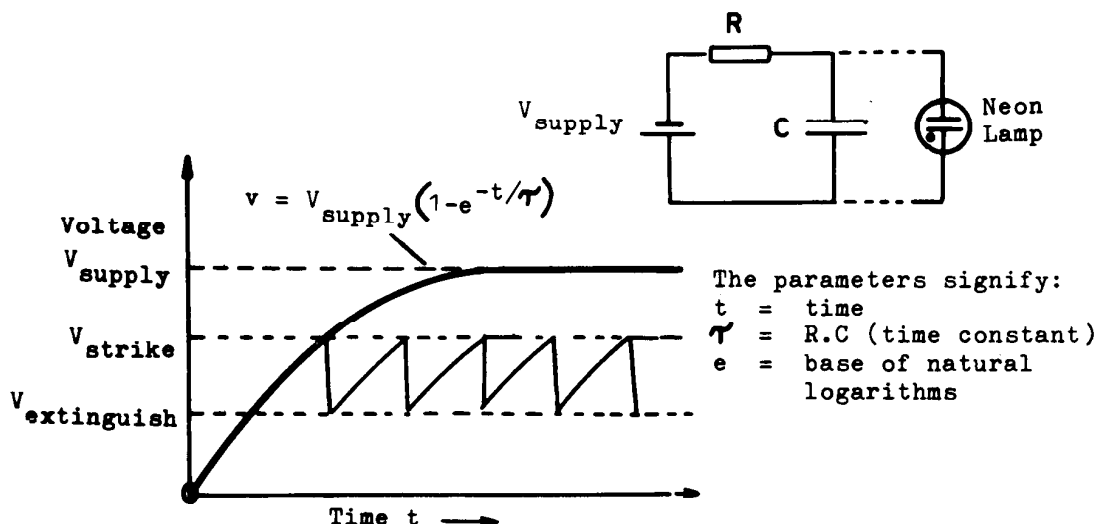 R
V supply
C
Neon
Lamp
v = V supply (1-e^-t/τ)
Voltage
V supply
V strike
V extinguish
Time t
The parameters signify:
t = time
τ = R.C (time constant)
e = base of natural
logarithms